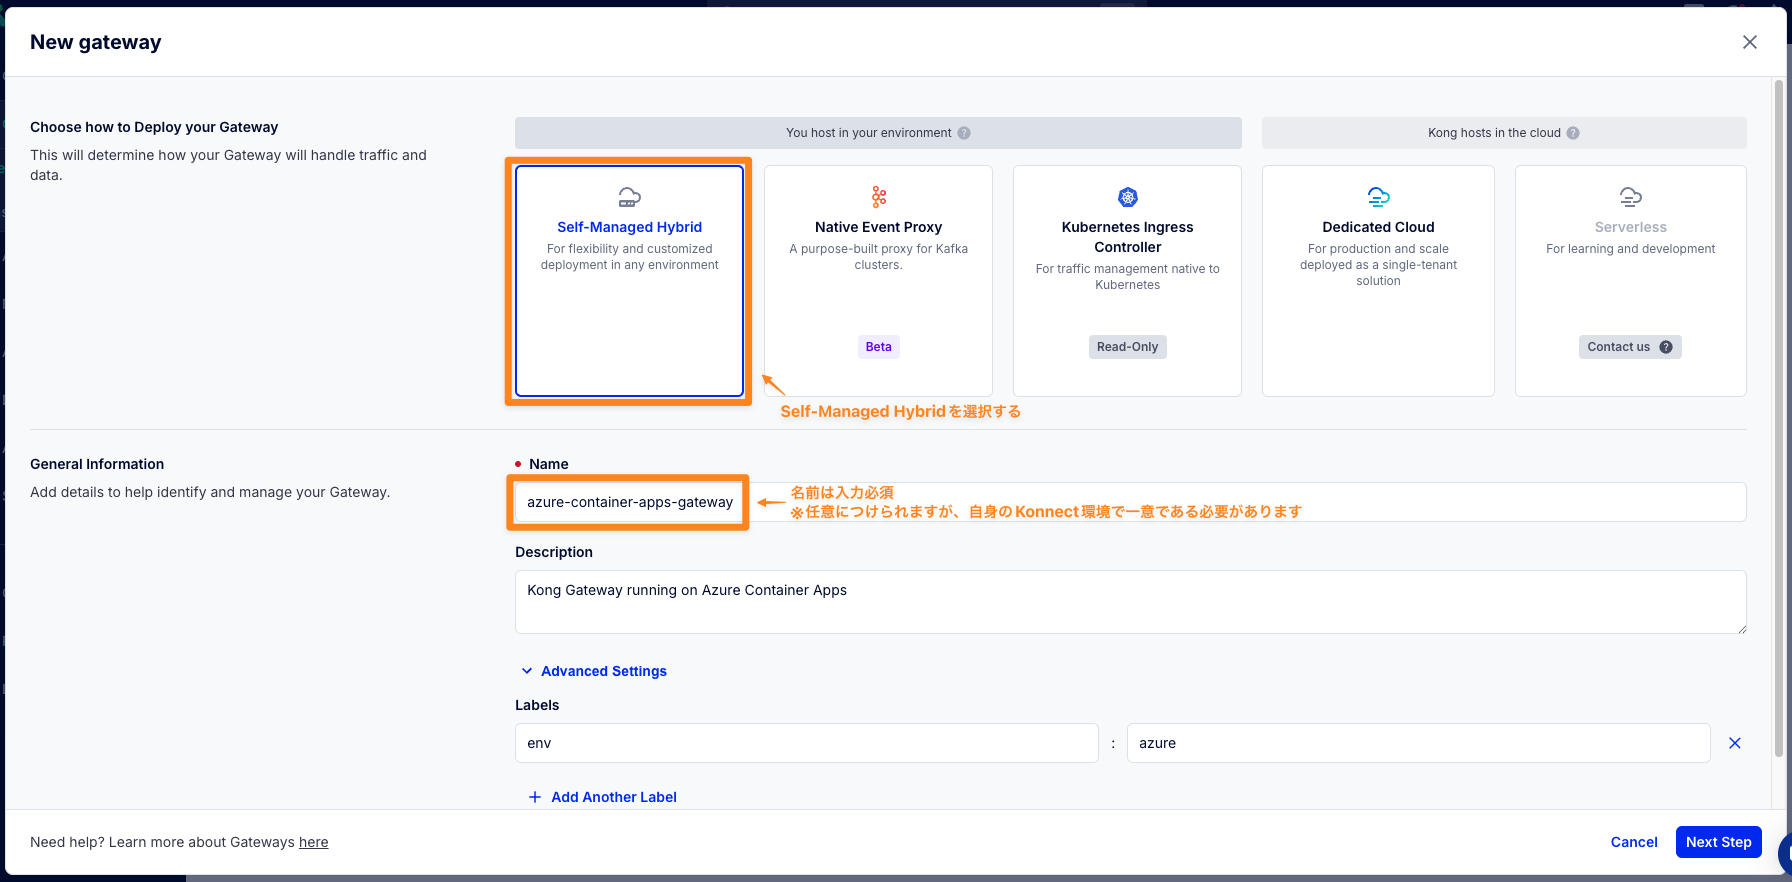 New gateway
Choose how to Deploy your Gateway
This will determine how your Gateway will handle traffic and
data.
You host in your environment ?
Kong hosts in the cloud ?
Self-Managed Hybrid
For flexibility and customized
deployment in any environment
Native Event Proxy
A purpose-built proxy for Kafka
clusters.
Beta
Kubernetes Ingress
Controller
For traffic management native to
Kubernetes
Read-Only
Dedicated Cloud
For production and scale
deployed as a single-tenant
solution
Serverless
For learning and development
Contact us ?
Self-Managed Hybridを選択する
General Information
Add details to help identify and manage your Gateway.
Name
azure-container-apps-gateway
名前は入力必須
※任意につけられますが、自身のKonnect環境で一意である必要があります
Description
Kong Gateway running on Azure Container Apps
Advanced Settings
Labels
env
:
azure
Add Another Label
Need help? Learn more about Gateways here
Cancel
Next Step